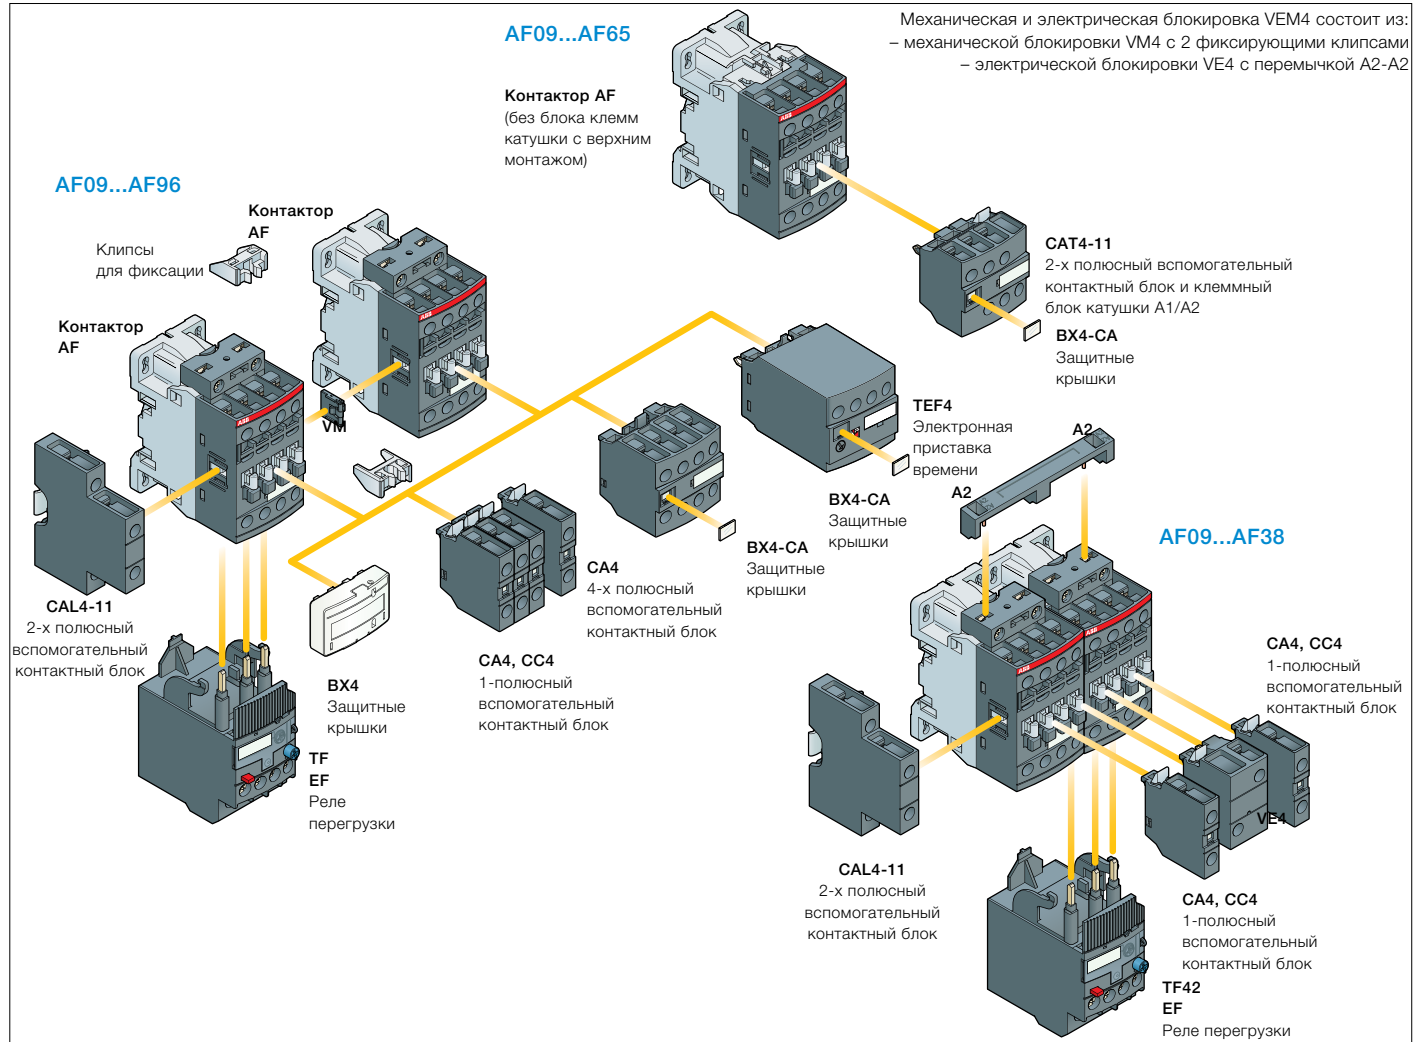 AF09...AF65
Механическая и электрическая блокировка VEM4 состоит из:
– механической блокировки VM4 с 2 фиксирующими клипсами
– электрической блокировки VE4 с перемычкой A2-A2
Контактор AF
(без блока клемм
катушки с верхним
монтажом)
ABB
AF09...AF96
Контактор
AF
Клипсы
для фиксации
Контактор
AF
ABB
ABB
VM
CAT4-11
2-х полюсный вспомогательный
контактный блок и клеммный
блок катушки A1/A2
BX4-CA
Защитные
крышки
TEF4
Электронная
приставка
времени
BX4-CA
Защитные
крышки
BX4-CA
Защитные
крышки
A2
A2
AF09...AF38
CA4
4-х полюсный
вспомогательный
контактный блок
CAL4-11
2-х полюсный
вспомогательный
контактный блок
CA4, CC4
1-полюсный
вспомогательный
контактный блок
BX4
Защитные
крышки
TF
EF
Реле
перегрузки
ABB
ABB
CA4, CC4
1-полюсный
вспомогательный
контактный блок
VE4
CAL4-11
2-х полюсный
вспомогательный
контактный блок
CA4, CC4
1-полюсный
вспомогательный
контактный блок
TF42
EF
Реле перегрузки